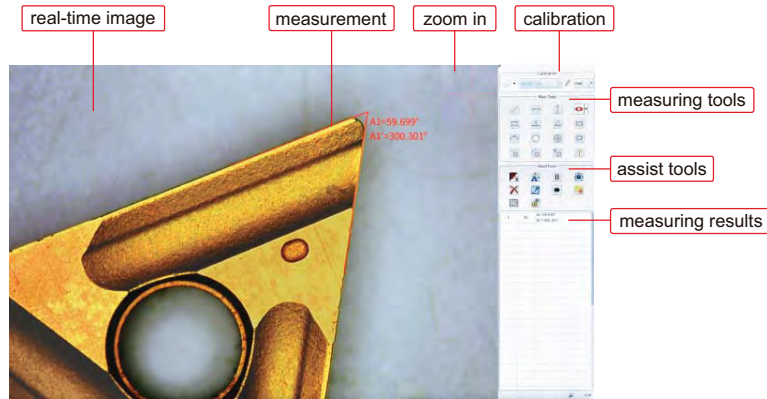 real-time image
measurement
zoom in
calibration
measuring tools
A1=59.699°
A1'=300.301°
assist tools
measuring results